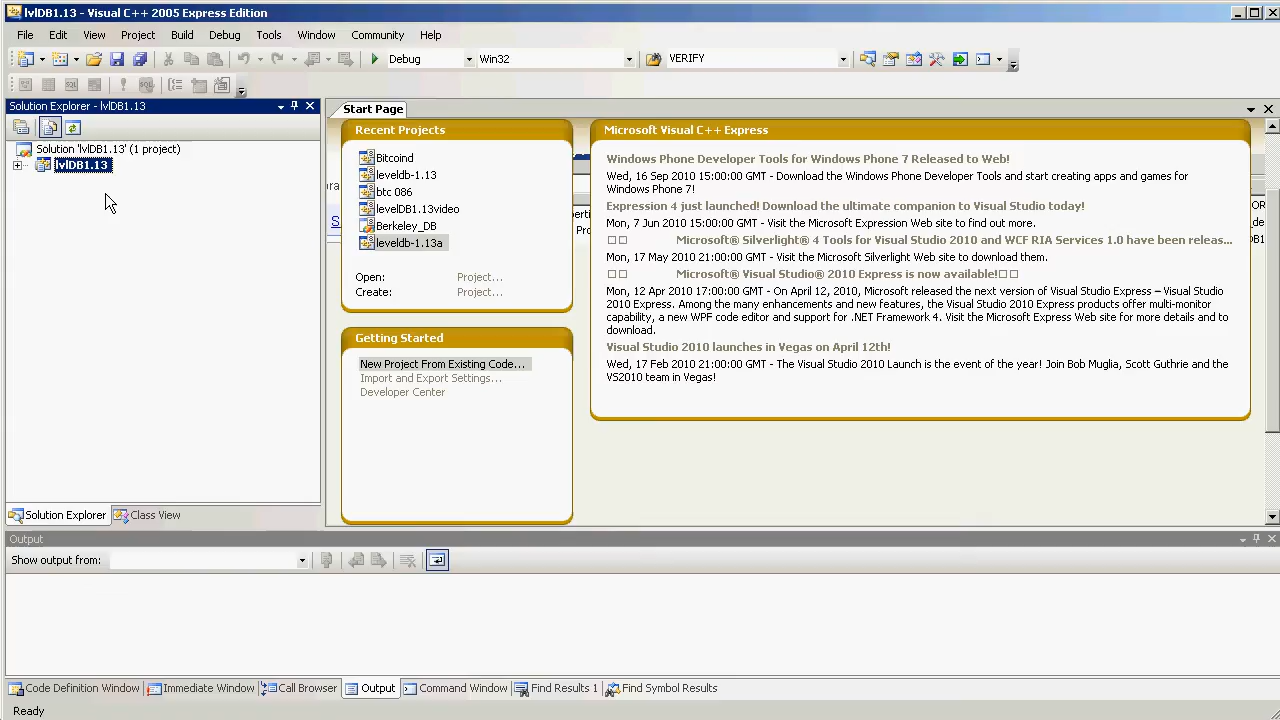 lvlDB1.13 - Visual C++ 2005 Express Edition
File Edit View Project Build Debug Tools Window Community Help
Debug Win32 VERIFY
Solution Explorer - lvlDB1.13
Solution 'lvlDB1.13' (1 project)
lvlDB1.13
Solution Explorer Class View
Start Page
Recent Projects
Bitcoind
leveldb-1.13
btc 086
levelDB1.13video
Berkeley_DB
leveldb-1.13a
Open: Project...
Create: Project...
Getting Started
New Project From Existing Code...
Import and Export Settings...
Developer Center
Microsoft Visual C++ Express
Windows Phone Developer Tools for Windows Phone 7 Released to Web!
Wed, 16 Sep 2010 15:00:00 GMT - Download the Windows Phone Developer Tools and start creating apps and games for
Windows Phone 7!
Expression 4 just launched! Download the ultimate companion to Visual Studio today!
Mon, 7 Jun 2010 15:00:00 GMT - Visit the Microsoft Expression Web site to find out more.
Microsoft® Silverlight® 4 Tools for Visual Studio 2010 and WCF RIA Services 1.0 have been releas...
Mon, 17 May 2010 21:00:00 GMT - Visit the Microsoft Silverlight Web site to download them.
Microsoft® Visual Studio® 2010 Express is now available!
Mon, 12 Apr 2010 17:00:00 GMT - On April 12, 2010, Microsoft released the next version of Visual Studio Express – Visual Studio
2010 Express. Among the many enhancements and new features, the Visual Studio 2010 Express products offer multi-monitor
capability, a new WPF code editor and support for .NET Framework 4. Visit the Microsoft Express Web site for more details and to
download.
Visual Studio 2010 launches in Vegas on April 12th!
Wed, 17 Feb 2010 21:00:00 GMT - The Visual Studio 2010 Launch is the event of the year! Join Bob Muglia, Scott Guthrie and the
VS2010 team in Vegas!
Output
Show output from:
Code Definition Window Immediate Window Call Browser Output Command Window Find Results 1 Find Symbol Results
Ready